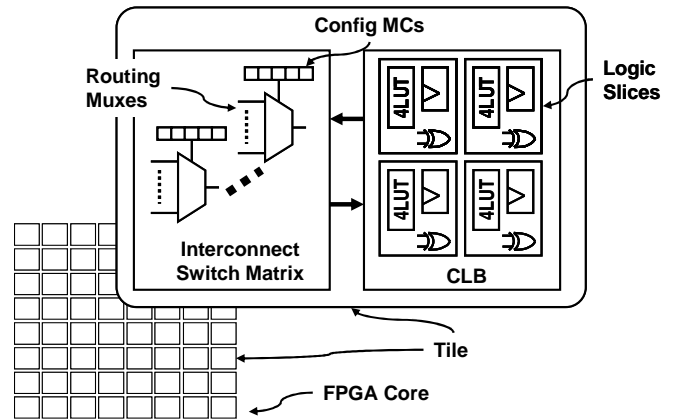 Config MCs
Routing
Muxes
Logic
Slices
4LUT
4LUT
4LUT
4LUT
Interconnect
Switch Matrix
CLB
Tile
FPGA Core